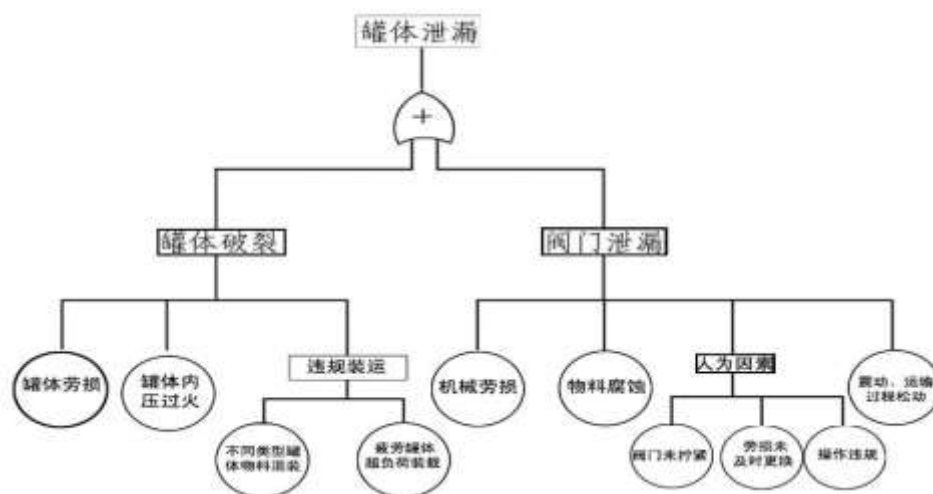 罐体泄漏
+
罐体破裂
阀门泄漏
罐体劳损
罐体内
压过火
违规装运
机械劳损
物料腐蚀
人为因素
震动、运输
过程松动
不同类型罐
体物料混装
疲劳罐体
超负荷装载
阀门未拧紧
劳损未
及时更换
操作违规